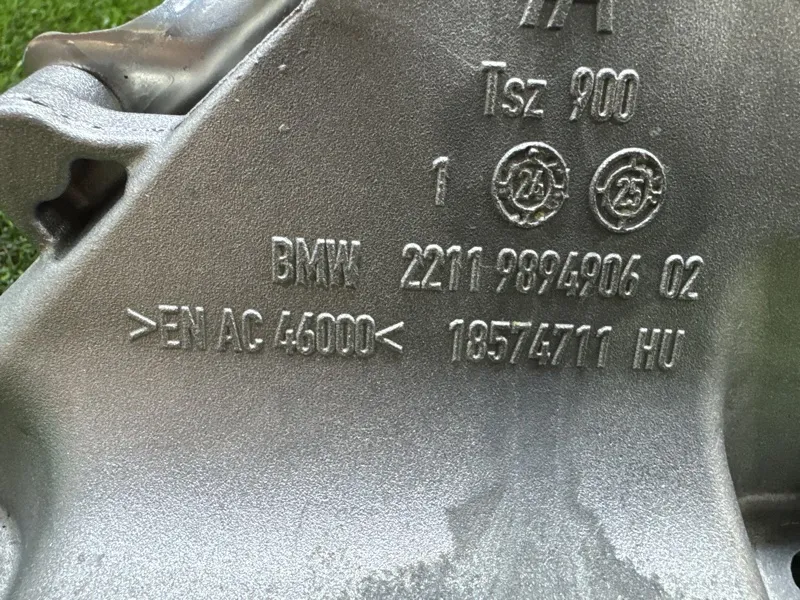 Tsz 900
1 24 25
BMW 2211 9894906 02
>EN AC 46000< 18574711 HU